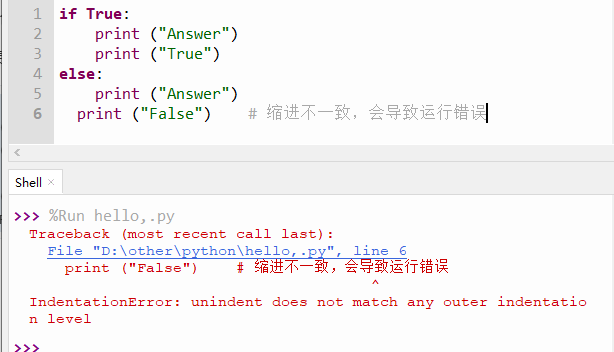 1 if True:
2     print ("Answer")
3     print ("True")
4 else:
5     print ("Answer")
6   print ("False")    # 缩进不一致，会导致运行错误
Shell ×
>>> %Run hello,.py
Traceback (most recent call last):
  File "D:\other\python\hello,.py", line 6
    print ("False")    # 缩进不一致，会导致运行错误
                                      ^
IndentationError: unindent does not match any outer indentatio
n level
>>>